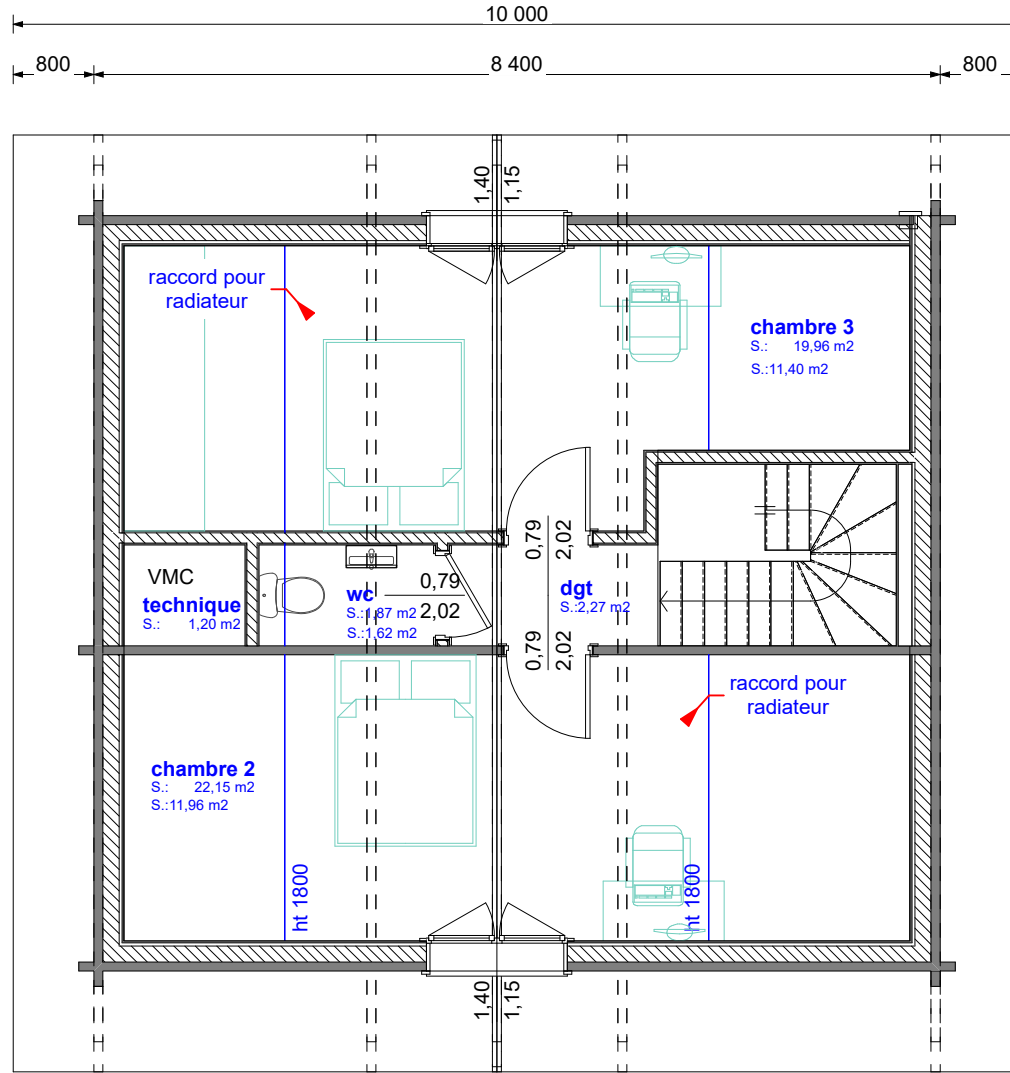 10 000
800
8 400
800
1,40
1,15
raccord pour
radiateur
chambre 3
S.: 19,96 m2
S.:11,40 m2
0,79
2,02
VMC
technique
S.: 1,20 m2
wc
S.:1,87 m2
S.:1,62 m2
0,79
2,02
dgt
S.:2,27 m2
0,79
2,02
raccord pour
radiateur
chambre 2
S.: 22,15 m2
S.:11,96 m2
ht 1800
ht 1800
1,40
1,15